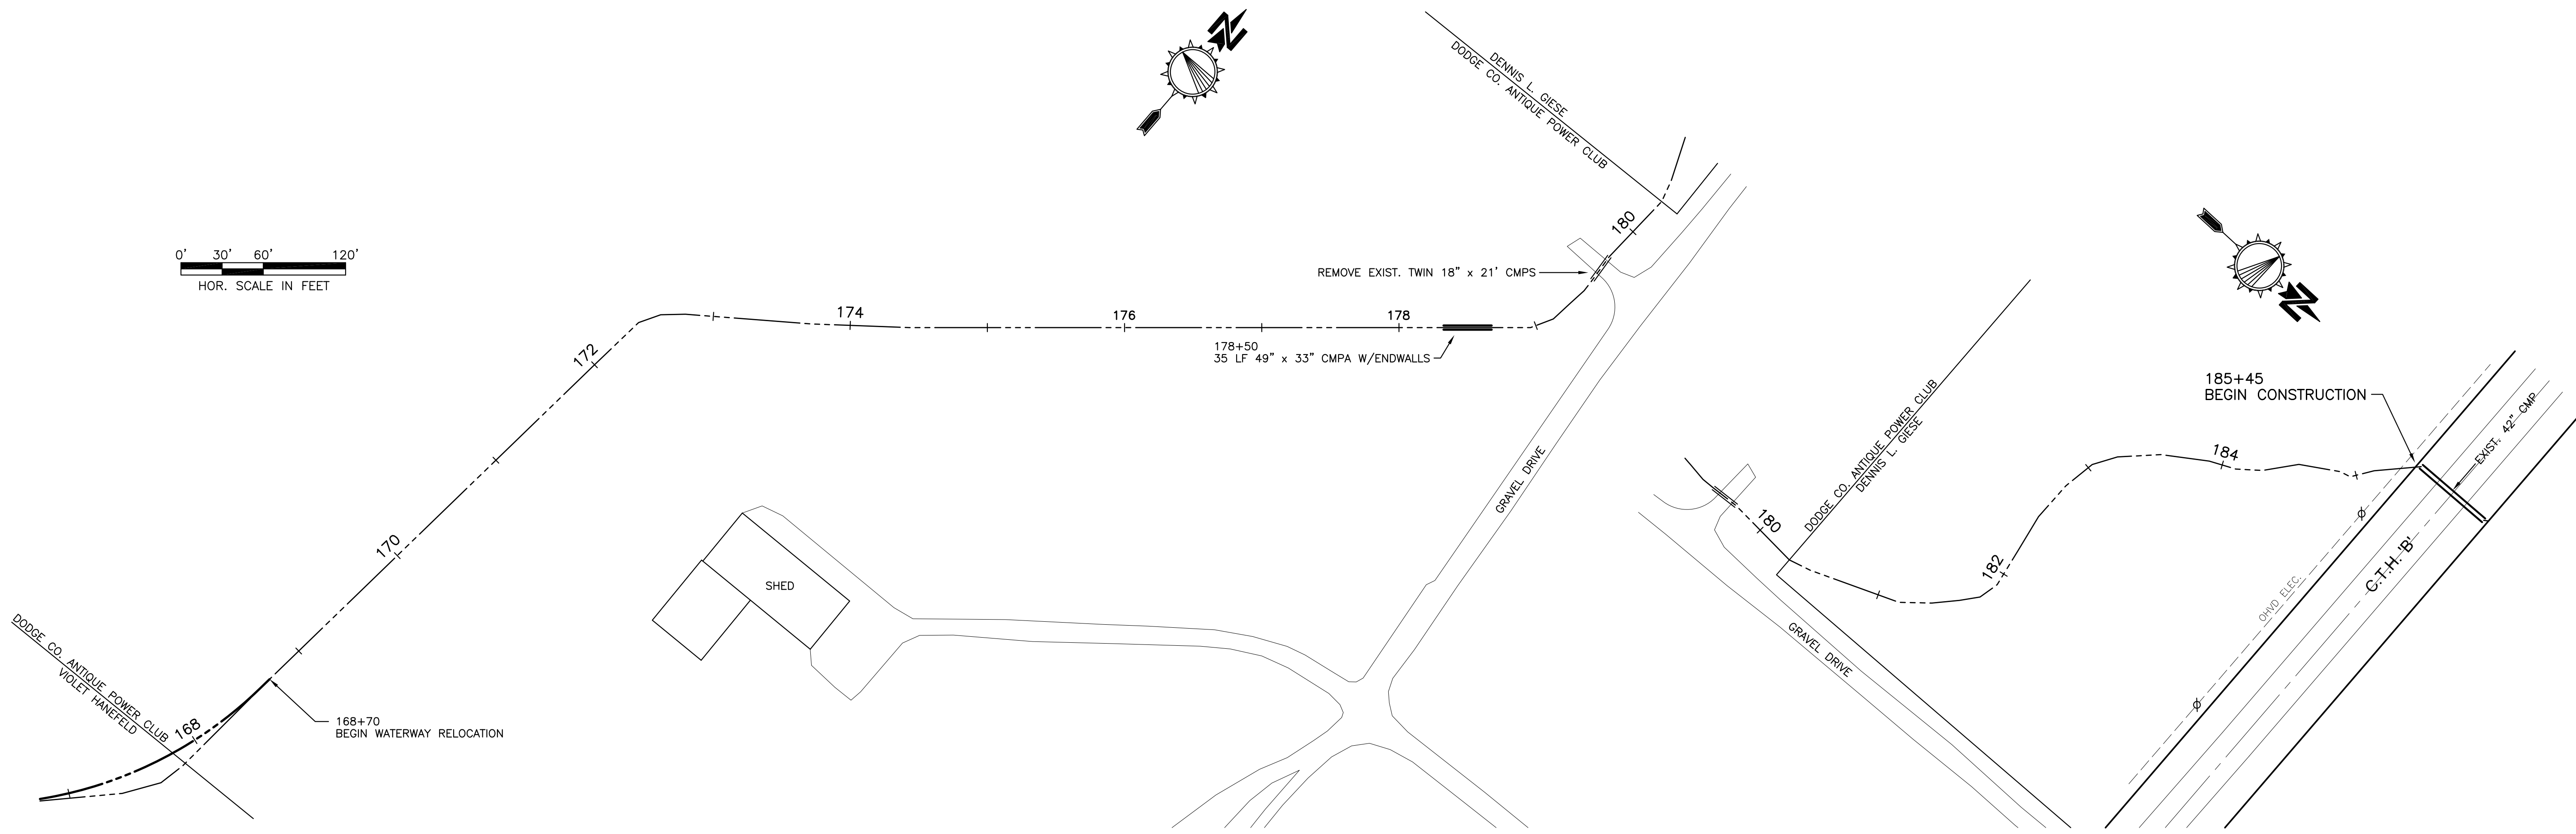 N
DENNIS L. GIESE
DODGE CO. ANTIQUE POWER CLUB
0' 30' 60' 120'
HOR. SCALE IN FEET
180
REMOVE EXIST. TWIN 18" x 21' CMPS
172
174
176
178
178+50
35 LF 49" x 33" CMPA W/ENDWALLS
170
GRAVEL DRIVE
SHED
DODGE CO. ANTIQUE POWER CLUB
VIOLET HANEFELD
168
168+70
BEGIN WATERWAY RELOCATION
N
185+45
BEGIN CONSTRUCTION
EXIST. 42" CMP
DODGE CO. ANTIQUE POWER CLUB
DENNIS L. GIESE
184
180
182
C.T.H. 'B'
OHVD ELEC.
GRAVEL DRIVE